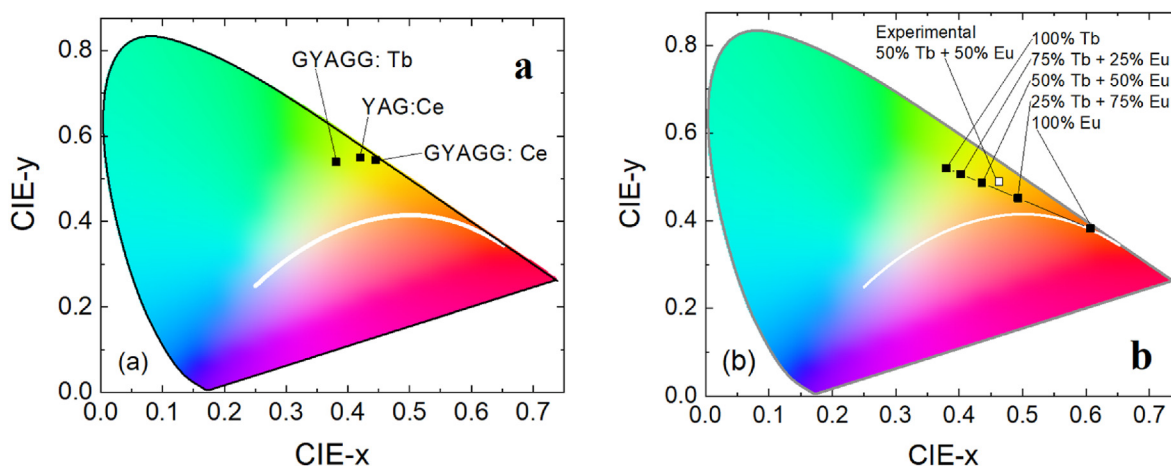 0.8
0.6
0.4
0.2
0.0
CIE-y
GYAGG: Tb
YAG:Ce
GYAGG: Ce
a
(a)
0.0 0.1 0.2 0.3 0.4 0.5 0.6 0.7
CIE-x
0.8
0.6
0.4
0.2
0.0
CIE-y
Experimental
50% Tb + 50% Eu
100% Tb
75% Tb + 25% Eu
50% Tb + 50% Eu
25% Tb + 75% Eu
100% Eu
(b)
b
0.0 0.1 0.2 0.3 0.4 0.5 0.6 0.7
CIE-x